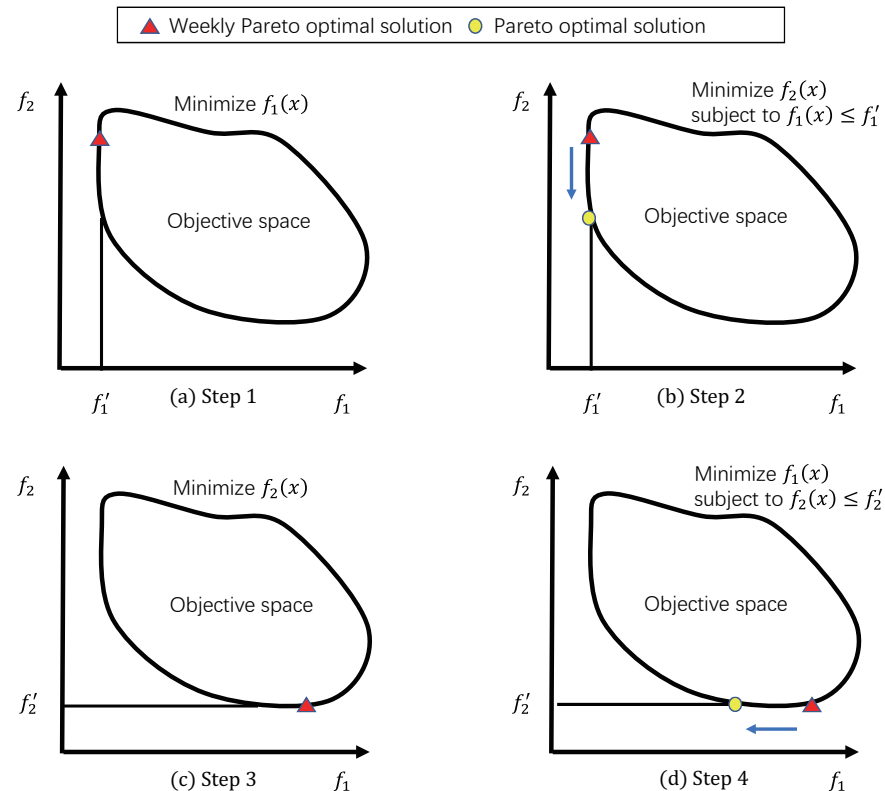 Weekly Pareto optimal solution Pareto optimal solution
f₂
Minimize f₁(x)
Objective space
f₁′
(a) Step 1
f₁
f₂
Minimize f₂(x)
subject to f₁(x) ≤ f₁′
Objective space
f₁′
(b) Step 2
f₁
f₂
Minimize f₂(x)
Objective space
f₂′
(c) Step 3
f₁
f₂
Minimize f₁(x)
subject to f₂(x) ≤ f₂′
Objective space
f₂′
(d) Step 4
f₁